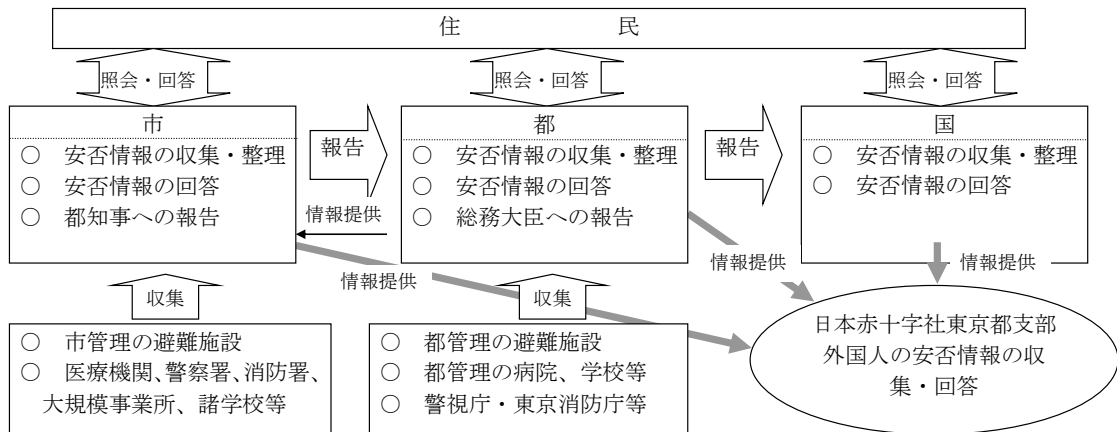 住 民
照会・回答
照会・回答
照会・回答
市
○ 安否情報の収集・整理
○ 安否情報の回答
○ 都知事への報告
報告
情報提供
都
○ 安否情報の収集・整理
○ 安否情報の回答
○ 総務大臣への報告
報告
国
○ 安否情報の収集・整理
○ 安否情報の回答
情報提供
情報提供
情報提供
収集
収集
○ 市管理の避難施設
○ 医療機関、警察署、消防署、
大規模事業所、諸学校等
○ 都管理の避難施設
○ 都管理の病院、学校等
○ 警視庁・東京消防庁等
日本赤十字社東京都支部
外国人の安否情報の収
集・回答